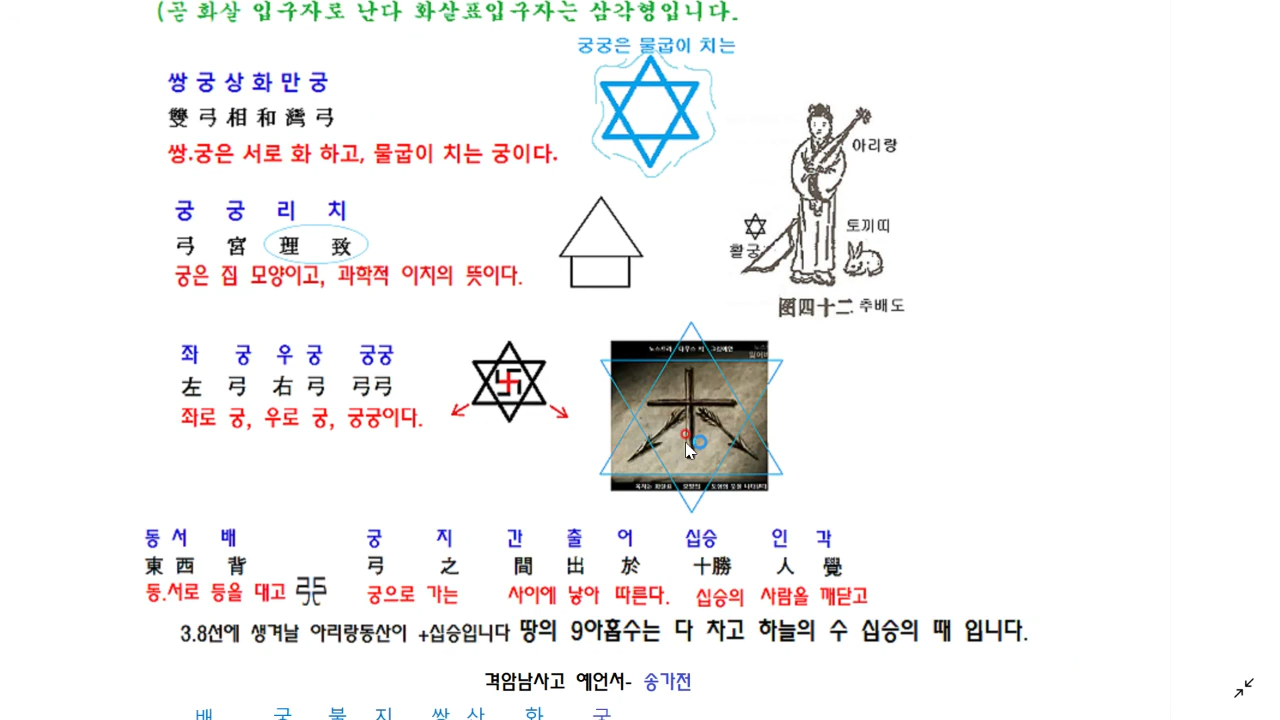 (곧 화살 입구자로 난다 화살표입구자는 삼각형입니다.
궁궁은 물굽이 치는
쌍 궁 상 화 만 궁
雙 弓 相 和 灣 弓
쌍.궁은 서로 화 하고, 물굽이 치는 궁이다.
아리랑
궁 궁 리 치
弓 宮 理 致
궁은 집 모양이고, 과학적 이치의 뜻이다.
토끼띠
활궁
圖四十二. 추배도
좌 궁 우 궁 궁궁
左 弓 右 弓 弓弓
좌로 궁, 우로 궁, 궁궁이다.
동 서 배 궁 지 간 출 어 십승 인 각
東 西 背 弓 之 間 出 於 十勝 人 覺
동.서로 등을 대고 궁으로 가는 사이에 낳아 따른다. 십승의 사람을 깨닫고
3.8선에 생겨날 아리랑동산이 +십승입니다 땅의 9아홉수는 다 차고 하늘의 수 십승의 때 입니다.
격암남사고 예언서- 송가전
배 궁 불 지 쌍 산 화 궁